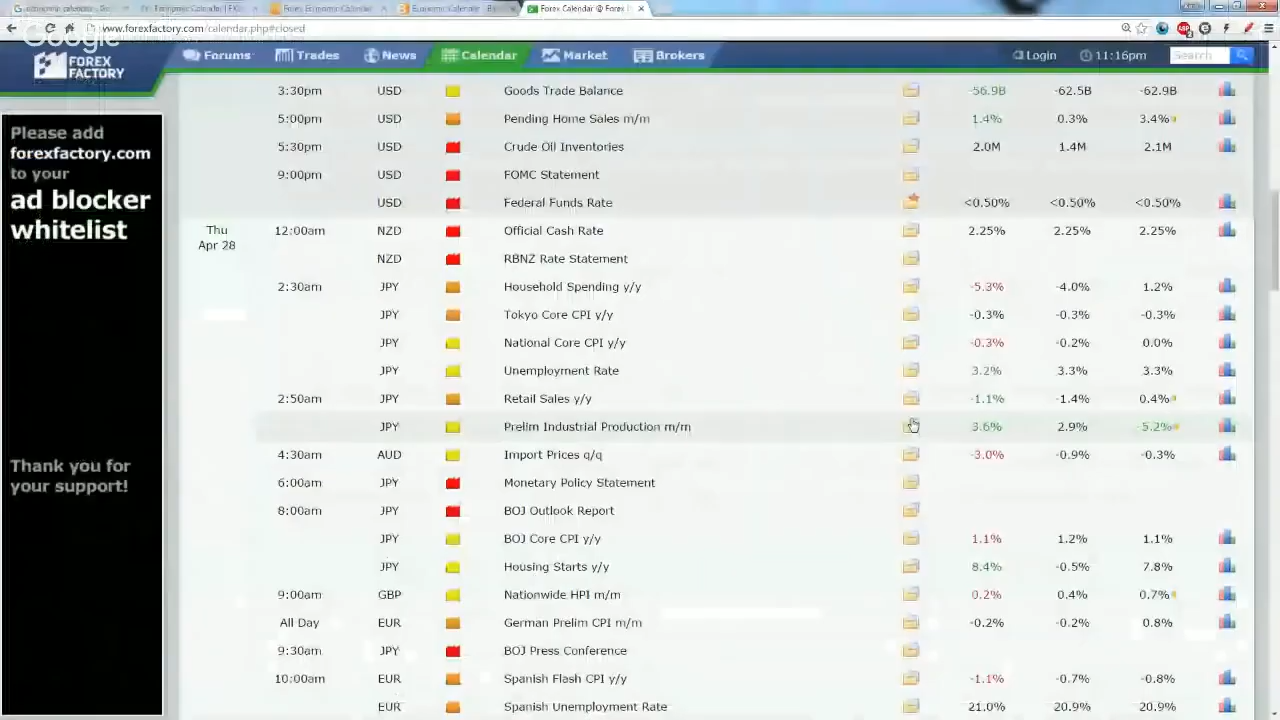 Economic Calendar
Forex Calendar @ Forex
www.forexfactory.com/calendar.php#closed
Google
FOREX
FACTORY
Forums Trades News Calendar Market Brokers Login 11:16pm Search
Please add
forexfactory.com
to your
ad blocker
whitelist
Thank you for
your support!
3:30pm USD Goods Trade Balance -56.9B -62.5B -62.9B
5:00pm USD Pending Home Sales m/m 1.4% 0.3% 3.4%
5:30pm USD Crude Oil Inventories 2.0M 1.4M 2.1M
9:00pm USD FOMC Statement
USD Federal Funds Rate <0.50% <0.50% <0.50%
Thu
Apr 28
12:00am NZD Official Cash Rate 2.25% 2.25% 2.25%
NZD RBNZ Rate Statement
2:30am JPY Household Spending y/y -5.3% -4.0% 1.2%
JPY Tokyo Core CPI y/y -0.3% -0.3% -0.3%
JPY National Core CPI y/y -0.3% -0.2% 0.0%
JPY Unemployment Rate 3.2% 3.3% 3.3%
2:50am JPY Retail Sales y/y -1.1% -1.4% 0.4%
JPY Prelim Industrial Production m/m 3.6% 2.9% -5.2%
4:30am AUD Import Prices q/q -3.0% -0.9% -0.3%
6:00am JPY Monetary Policy Statement
8:00am JPY BOJ Outlook Report
JPY BOJ Core CPI y/y 1.1% 1.2% 1.1%
JPY Housing Starts y/y 8.4% -0.5% 7.8%
9:00am GBP Nationwide HPI m/m 0.2% 0.4% 0.7%
All Day EUR German Prelim CPI m/m -0.2% -0.2% 0.8%
9:30am JPY BOJ Press Conference
10:00am EUR Spanish Flash CPI y/y -1.1% -0.7% -0.8%
EUR Spanish Unemployment Rate 21.0% 20.9% 20.9%